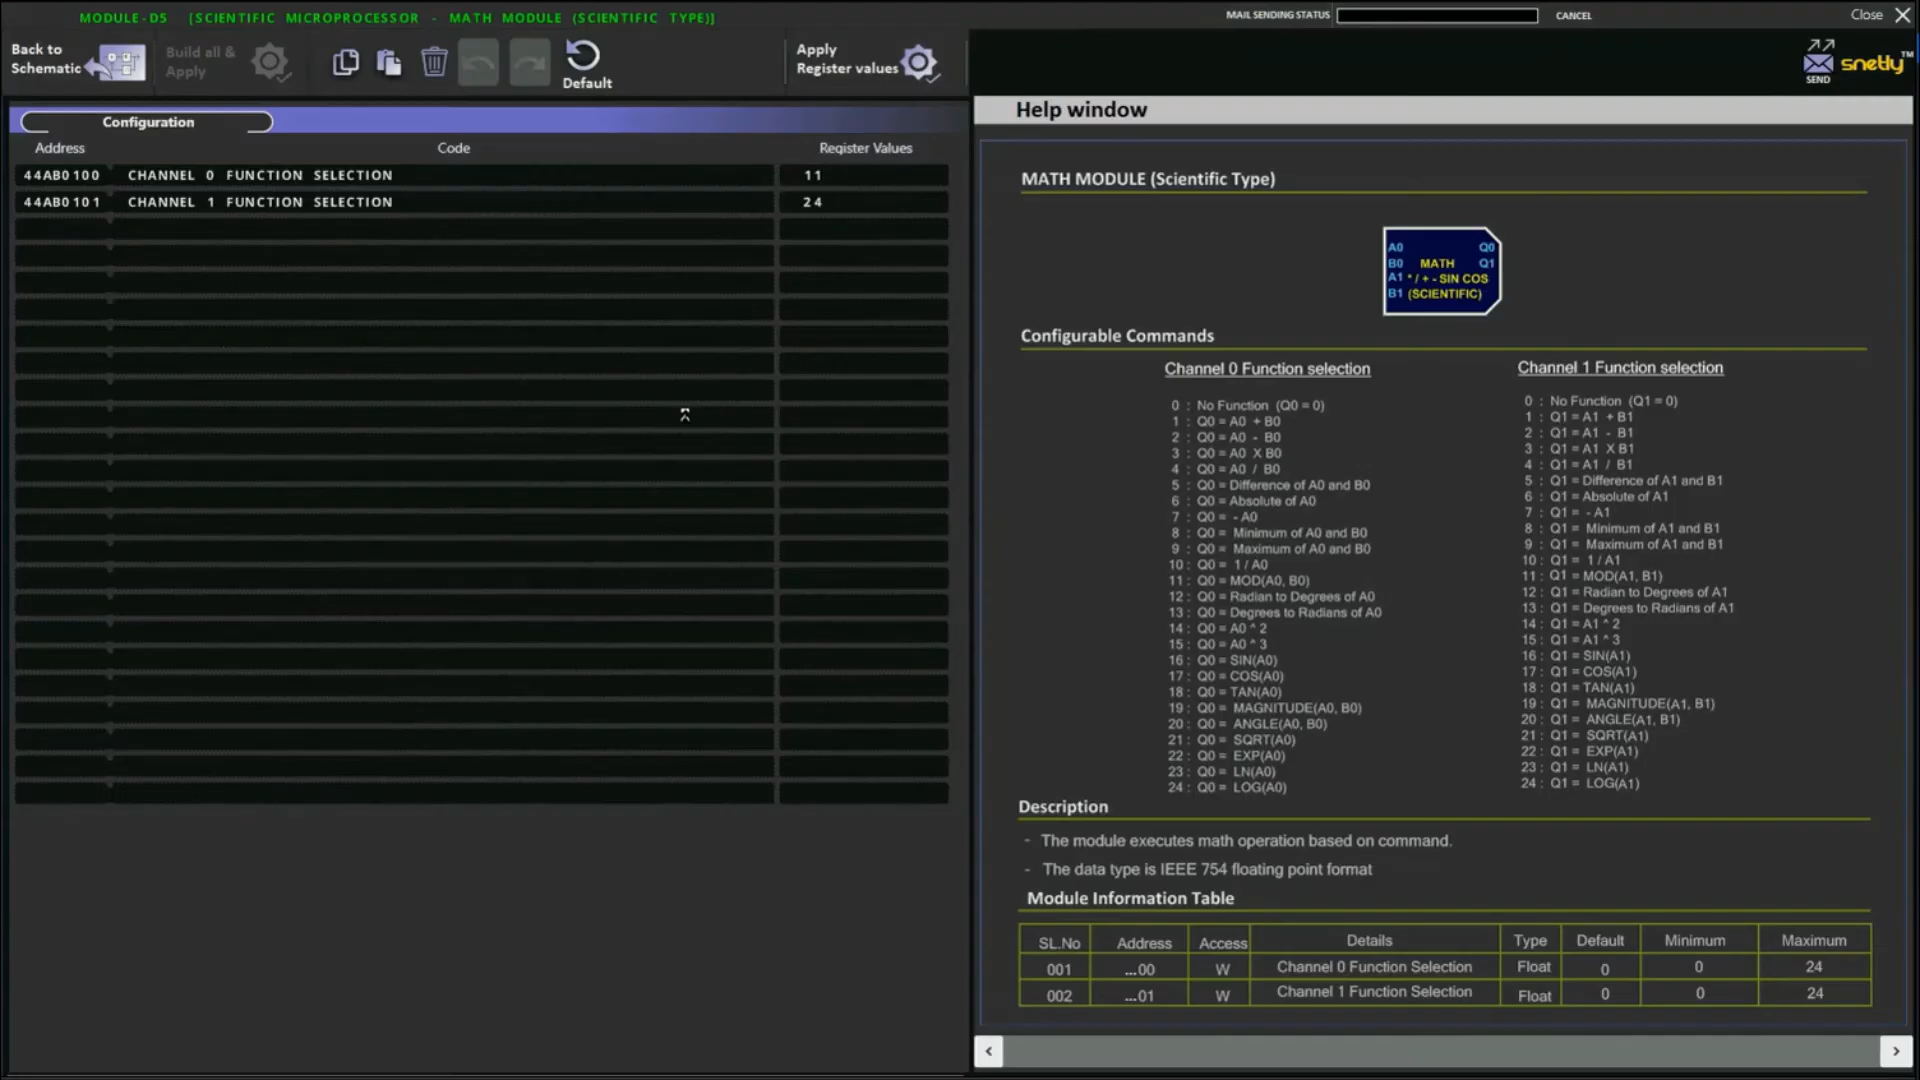 MODULE-D5 [SCIENTIFIC MICROPROCESSOR - MATH MODULE (SCIENTIFIC TYPE)]
MAIL SENDING STATUS
CANCEL
Close
Back to
Schematic
Build all &
Apply
Default
Apply
Register values
SEND
snetly™
Configuration
Address Code Register Values
44AB0100 CHANNEL 0 FUNCTION SELECTION 11
44AB0101 CHANNEL 1 FUNCTION SELECTION 24
Help window
MATH MODULE (Scientific Type)
A0 Q0
B0 MATH Q1
A1 * / + - SIN COS
B1 (SCIENTIFIC)
Configurable Commands
Channel 0 Function selection
0 : No Function (Q0 = 0)
1 : Q0 = A0 + B0
2 : Q0 = A0 - B0
3 : Q0 = A0 X B0
4 : Q0 = A0 / B0
5 : Q0 = Difference of A0 and B0
6 : Q0 = Absolute of A0
7 : Q0 = - A0
8 : Q0 = Minimum of A0 and B0
9 : Q0 = Maximum of A0 and B0
10 : Q0 = 1 / A0
11 : Q0 = MOD(A0, B0)
12 : Q0 = Radian to Degrees of A0
13 : Q0 = Degrees to Radians of A0
14 : Q0 = A0 ^ 2
15 : Q0 = A0 ^ 3
16 : Q0 = SIN(A0)
17 : Q0 = COS(A0)
18 : Q0 = TAN(A0)
19 : Q0 = MAGNITUDE(A0, B0)
20 : Q0 = ANGLE(A0, B0)
21 : Q0 = SQRT(A0)
22 : Q0 = EXP(A0)
23 : Q0 = LN(A0)
24 : Q0 = LOG(A0)
Channel 1 Function selection
0 : No Function (Q1 = 0)
1 : Q1 = A1 + B1
2 : Q1 = A1 - B1
3 : Q1 = A1 X B1
4 : Q1 = A1 / B1
5 : Q1 = Difference of A1 and B1
6 : Q1 = Absolute of A1
7 : Q1 = - A1
8 : Q1 = Minimum of A1 and B1
9 : Q1 = Maximum of A1 and B1
10 : Q1 = 1 / A1
11 : Q1 = MOD(A1, B1)
12 : Q1 = Radian to Degrees of A1
13 : Q1 = Degrees to Radians of A1
14 : Q1 = A1 ^ 2
15 : Q1 = A1 ^ 3
16 : Q1 = SIN(A1)
17 : Q1 = COS(A1)
18 : Q1 = TAN(A1)
19 : Q1 = MAGNITUDE(A1, B1)
20 : Q1 = ANGLE(A1, B1)
21 : Q1 = SQRT(A1)
22 : Q1 = EXP(A1)
23 : Q1 = LN(A1)
24 : Q1 = LOG(A1)
Description
- The module executes math operation based on command.
- The data type is IEEE 754 floating point format
Module Information Table
SL.No Address Access Details Type Default Minimum Maximum
001 ...00 W Channel 0 Function Selection Float 0 0 24
002 ...01 W Channel 1 Function Selection Float 0 0 24